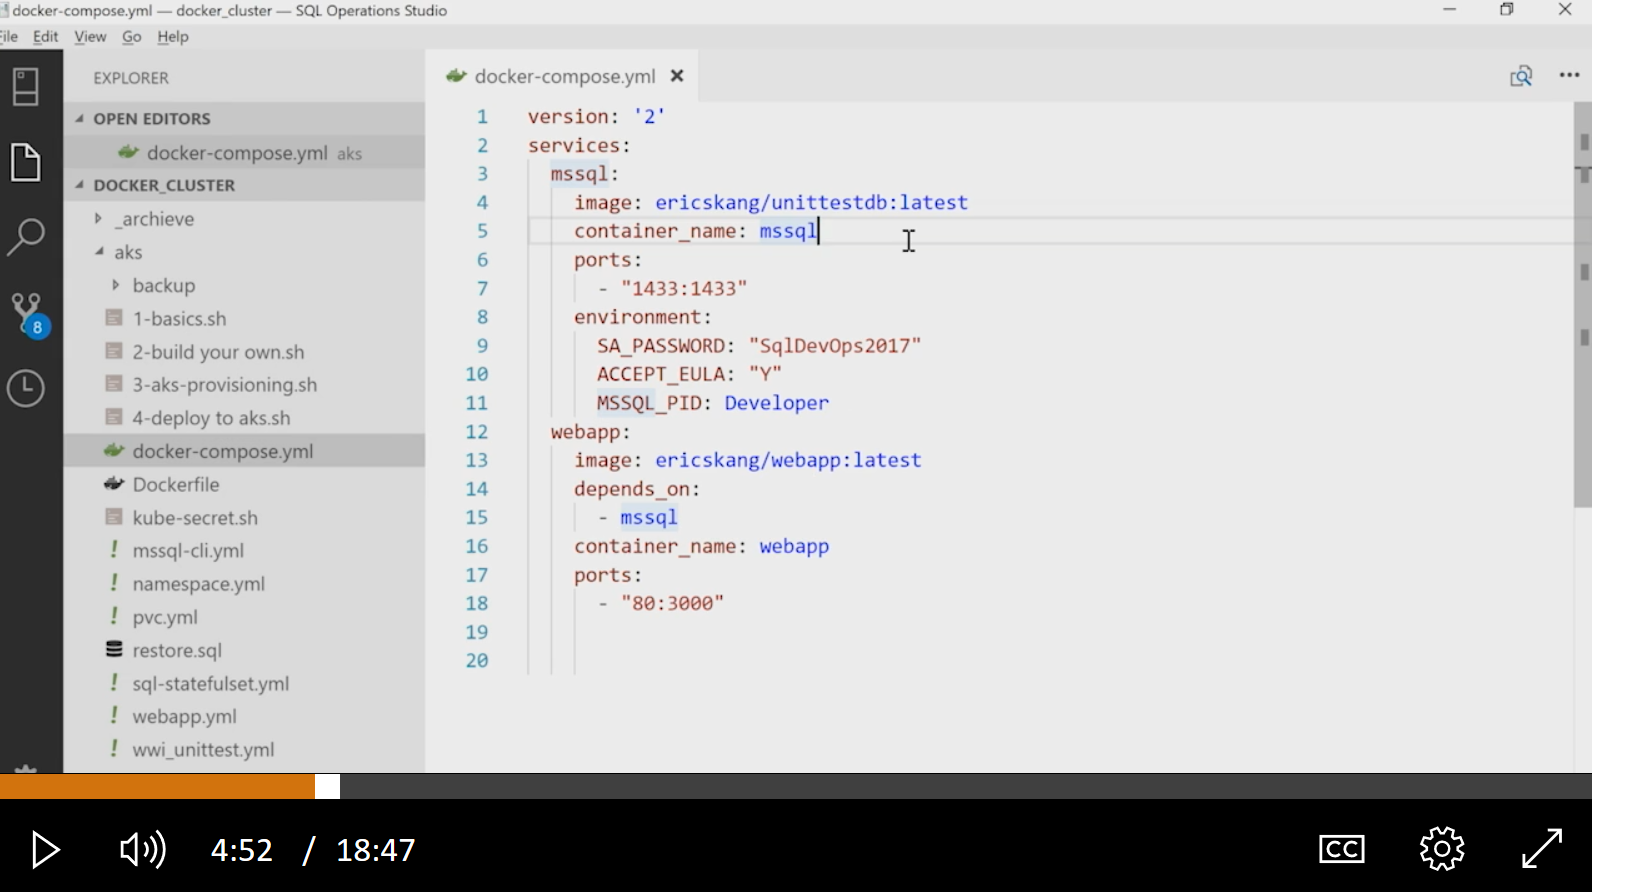 docker-compose.yml — docker_cluster — SQL Operations Studio
File Edit View Go Help
EXPLORER
OPEN EDITORS
docker-compose.yml aks
DOCKER_CLUSTER
_archieve
aks
backup
1-basics.sh
2-build your own.sh
3-aks-provisioning.sh
4-deploy to aks.sh
docker-compose.yml
Dockerfile
kube-secret.sh
mssql-cli.yml
namespace.yml
pvc.yml
restore.sql
sql-statefulset.yml
webapp.yml
wwi_unittest.yml
8
docker-compose.yml
1 version: '2'
2 services:
3 mssql:
4 image: ericskang/unittestdb:latest
5 container_name: mssql
6 ports:
7 - "1433:1433"
8 environment:
9 SA_PASSWORD: "SqlDevOps2017"
10 ACCEPT_EULA: "Y"
11 MSSQL_PID: Developer
12 webapp:
13 image: ericskang/webapp:latest
14 depends_on:
15 - mssql
16 container_name: webapp
17 ports:
18 - "80:3000"
19
20
4:52 / 18:47
CC